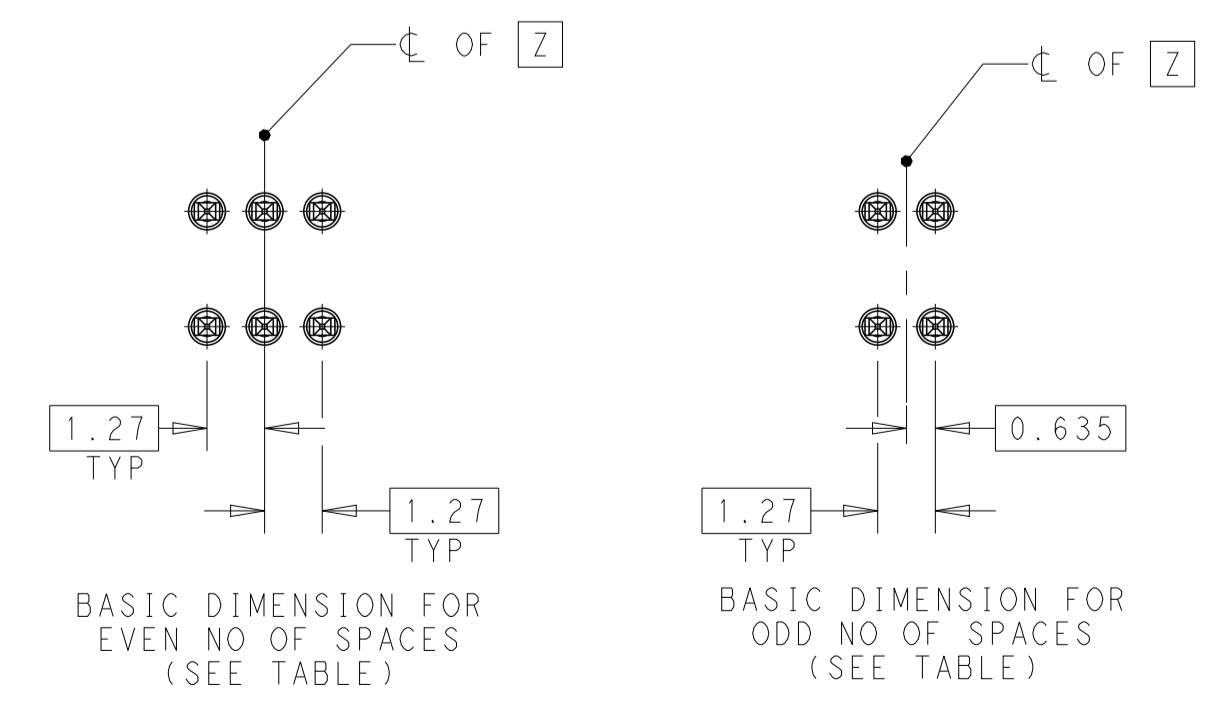 ℄ OF Z
1.27
TYP
1.27
TYP
BASIC DIMENSION FOR
EVEN NO OF SPACES
(SEE TABLE)
℄ OF Z
0.635
1.27
TYP
BASIC DIMENSION FOR
ODD NO OF SPACES
(SEE TABLE)